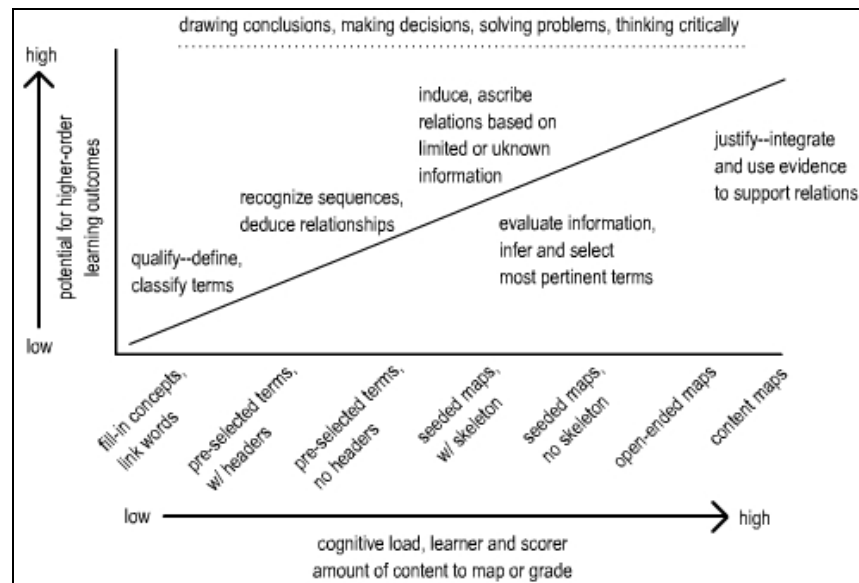 drawing conclusions, making decisions, solving problems, thinking critically
high
potential for higher-order
learning outcomes
low
induce, ascribe
relations based on
limited or uknown
information
justify--integrate
and use evidence
to support relations
recognize sequences,
deduce relationships
evaluate information,
infer and select
most pertinent terms
qualify--define,
classify terms
fill-in concepts,
link words
pre-selected terms,
w/ headers
pre-selected terms,
no headers
seeded maps,
w/ skeleton
seeded maps,
no skeleton
open-ended maps
content maps
low
high
cognitive load, learner and scorer
amount of content to map or grade